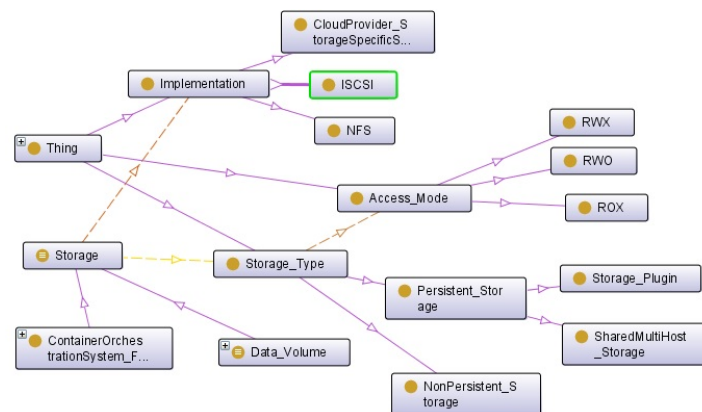 CloudProvider_S
torageSpecificS...
Implementation
ISCSI
NFS
RWX
Thing
RWO
Access_Mode
ROX
Storage
Storage_Type
Persistent_Stor
age
Storage_Plugin
ContainerOrches
trationSystem_F...
Data_Volume
SharedMultiHost
_Storage
NonPersistent_S
torage